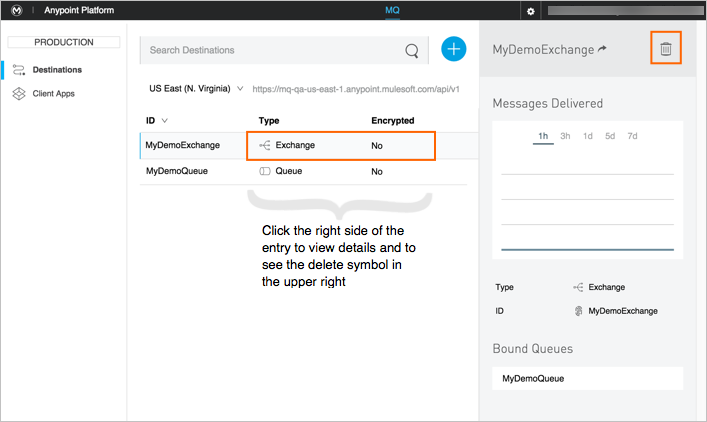 Anypoint Platform
MQ
PRODUCTION
Destinations
Client Apps
Search Destinations
US East (N. Virginia) https://mq-qa-us-east-1.anypoint.mulesoft.com/api/v1
ID Type Encrypted
MyDemoExchange Exchange No
MyDemoQueue Queue No
Click the right side of the
entry to view details and to
see the delete symbol in
the upper right
MyDemoExchange
Messages Delivered
1h 3h 1d 5d 7d
Type Exchange
ID MyDemoExchange
Bound Queues
MyDemoQueue